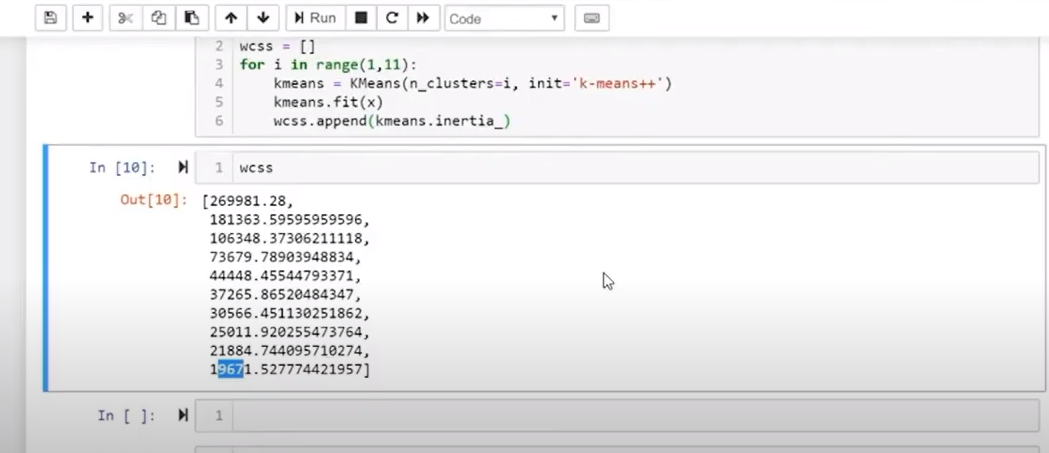 Run
Code
2 wcss = []
3 for i in range(1,11):
4 kmeans = KMeans(n_clusters=i, init='k-means++')
5 kmeans.fit(x)
6 wcss.append(kmeans.inertia_)
In [10]: 1 wcss
Out[10]: [269981.28,
181363.59595959596,
106348.37306211118,
73679.78903948834,
44448.45544793371,
37265.86520484347,
30566.451130251862,
25011.920255473764,
21884.744095710274,
19671.527774421957]
In [ ]: 1